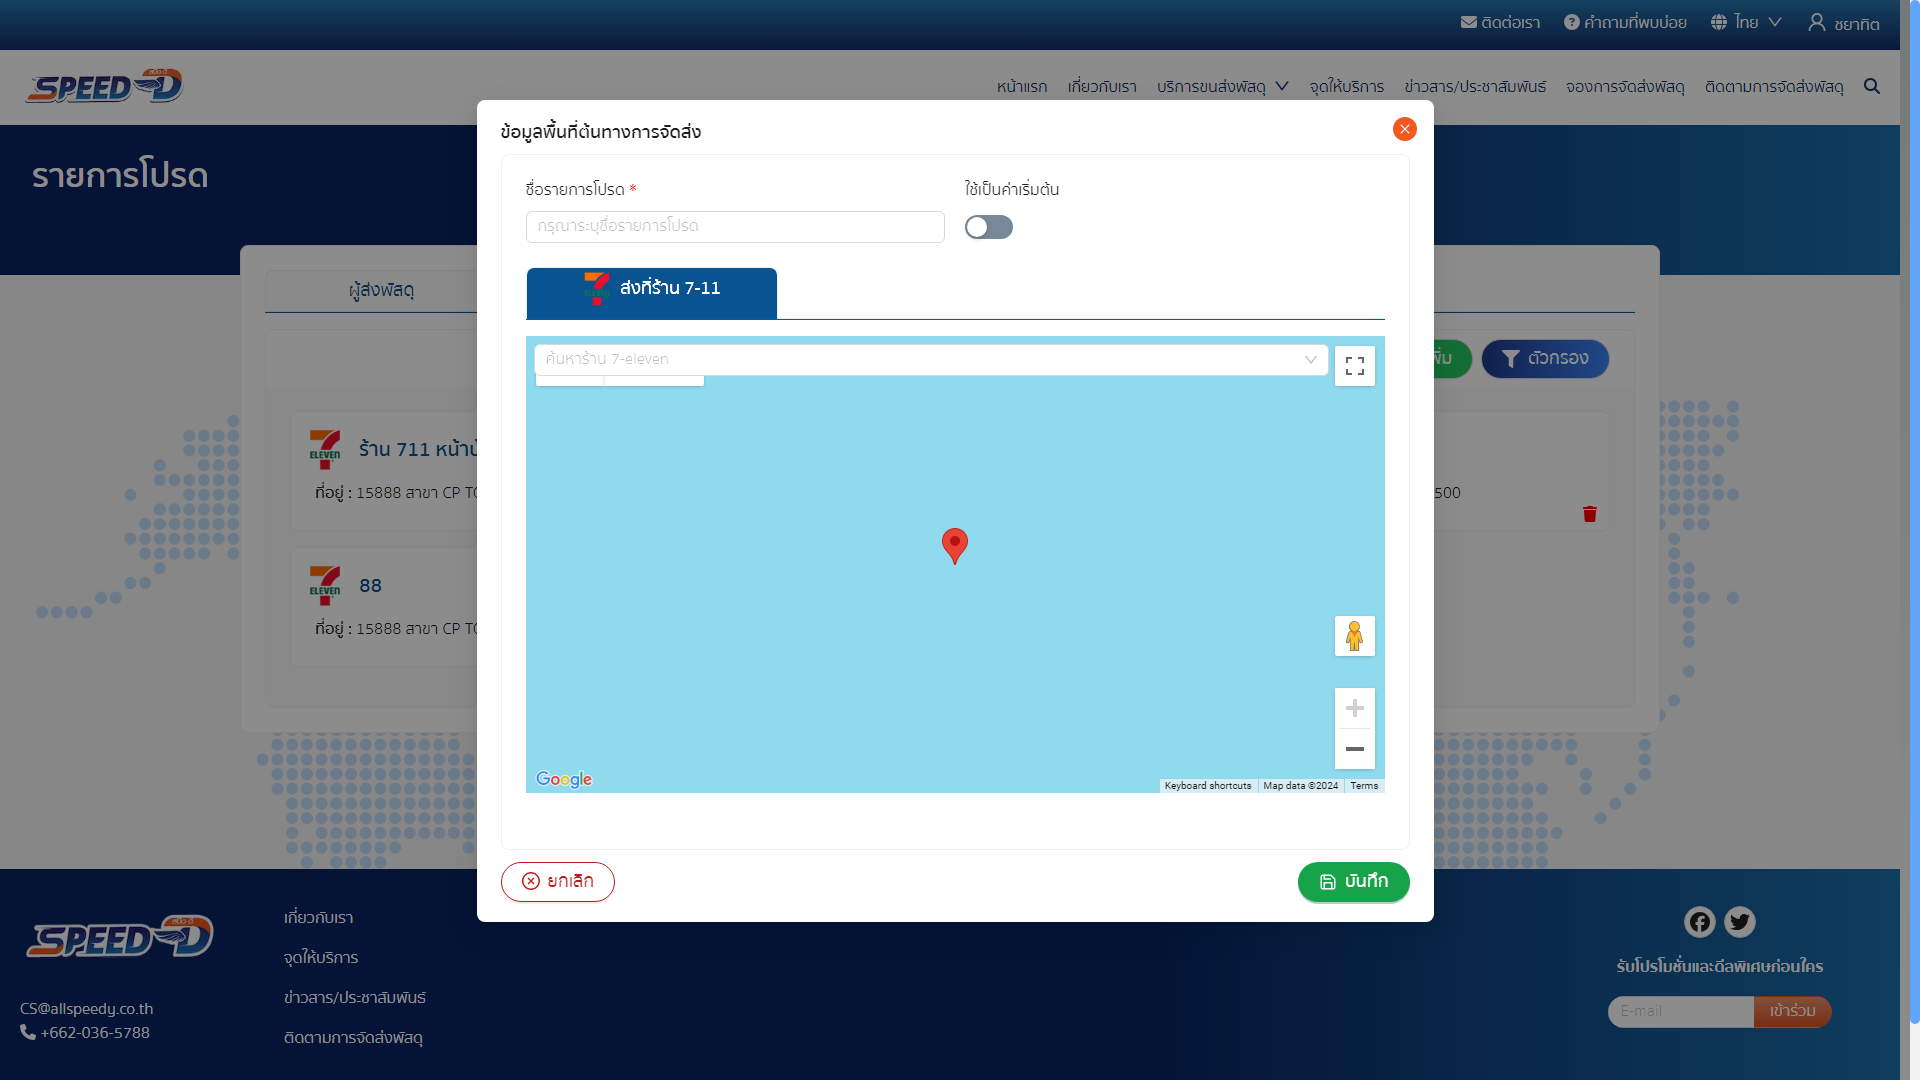 ติดต่อเรา
คำถามที่พบบ่อย
ไทย
ชยาทิต
SPEED-D
หน้าแรก
เกี่ยวกับเรา
บริการขนส่งพัสดุ
จุดให้บริการ
ข่าวสาร/ประชาสัมพันธ์
จองการจัดส่งพัสดุ
ติดตามการจัดส่งพัสดุ
รายการโปรด
ผู้ส่งพัสดุ
ตัวกรอง
ข้อมูลพื้นที่ต้นทางการจัดส่ง
ชื่อรายการโปรด *
กรุณาระบุชื่อรายการโปรด
ใช้เป็นค่าเริ่มต้น
ส่งที่ร้าน 7-11
ค้นหาร้าน 7-eleven
Google
Keyboard shortcuts
Map data ©2024
Terms
ยกเลิก
บันทึก
ELEVEN
ร้าน 711
ที่อยู่ : 15888 สาขา CP
500
ELEVEN
88
ที่อยู่ : 15888 สาขา CP
SPEED-D
CS@allspeedy.co.th
+662-036-5788
เกี่ยวกับเรา
จุดให้บริการ
ข่าวสาร/ประชาสัมพันธ์
ติดตามการจัดส่งพัสดุ
รับโปรโมชั่นและดีลพิเศษก่อนใคร
E-mail
เข้าร่วม